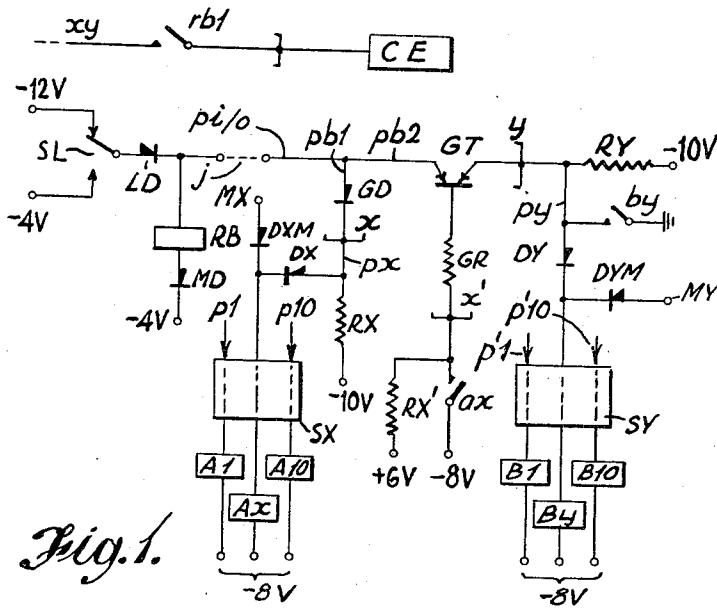 xy rb1 CE
-12V
pi/o pb1 pb2 GT y RY -10V
SL LD j
-4V MX GD py by
RB DXM x DX px GR DY DYM
MD x' MY
-4V p1 p10 RX p'10
p'1
-10V RX' ax
SX SY
A1 A10 +6V -8V B1 B10
Ax By
-8V -8V
Fig.1.